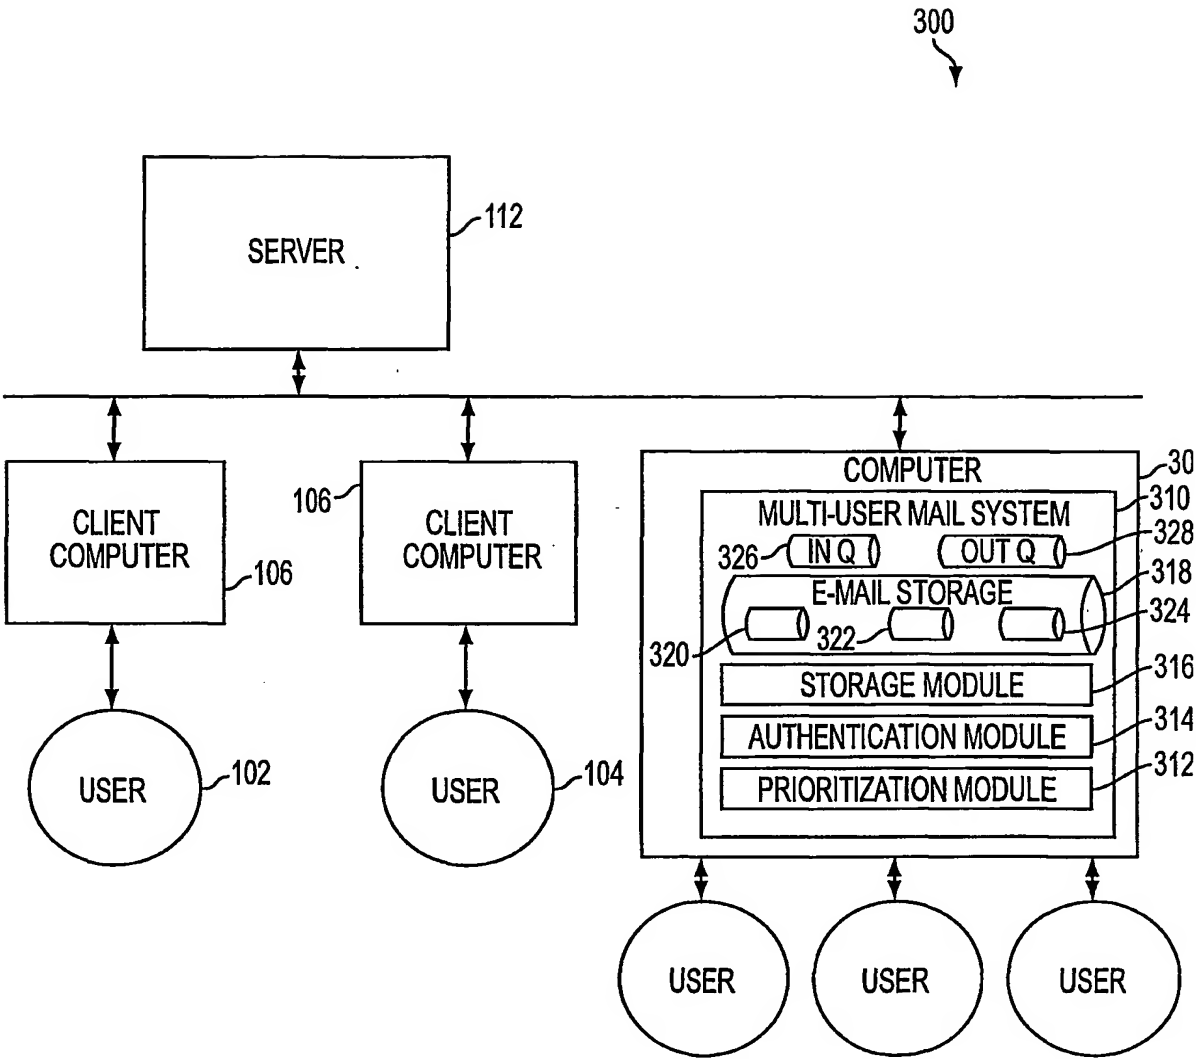 300
SERVER
112
CLIENT
COMPUTER
106
106
CLIENT
COMPUTER
COMPUTER
30
MULTI-USER MAIL SYSTEM
310
326
IN Q
OUT Q
328
E-MAIL STORAGE
318
320
322
324
STORAGE MODULE
316
AUTHENTICATION MODULE
314
PRIORITIZATION MODULE
312
USER
102
USER
104
USER
USER
USER